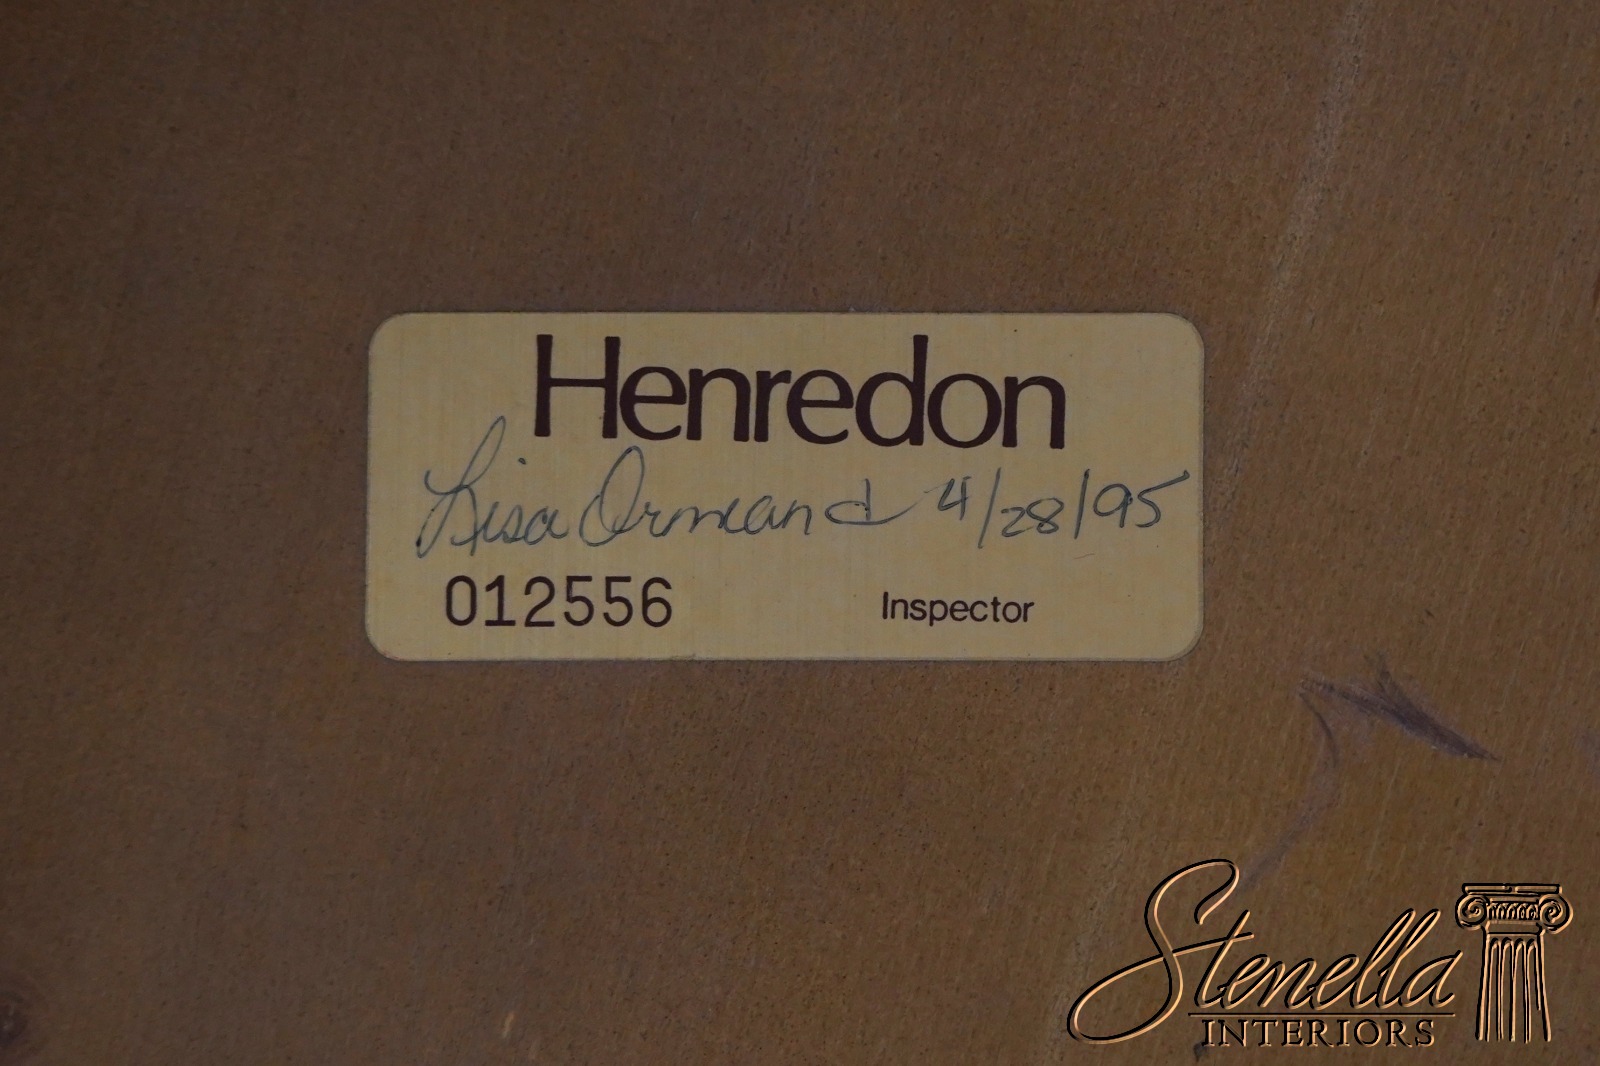 Henredon
Lisa Ormand 4/28/95
012556 Inspector
Stenella
INTERIORS